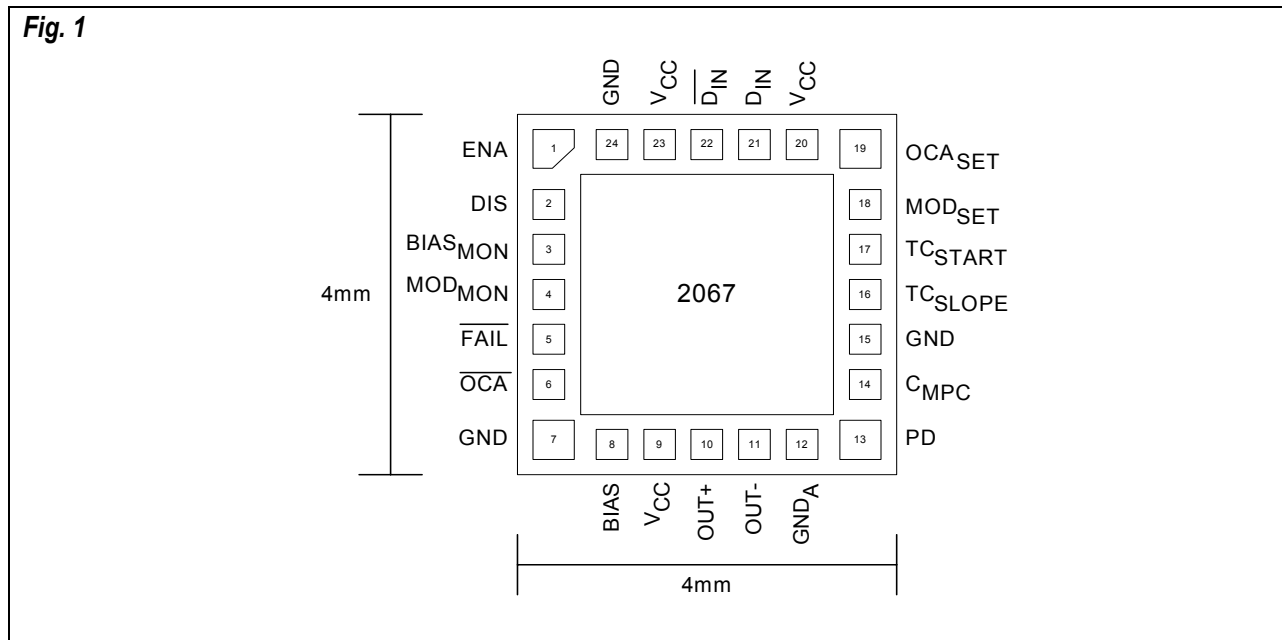 Fig. 1
GND
VCC
DIN
DIN
VCC
ENA
1
24
23
22
21
20
19
OCASET
DIS
2
18
MODSET
BIASMON
3
17
TCSTART
4mm
MODMON
4
2067
16
TCSLOPE
FAIL
5
15
GND
OCA
6
14
CMPC
GND
7
8
9
10
11
12
13
PD
BIAS
VCC
OUT+
OUT-
GNDA
4mm